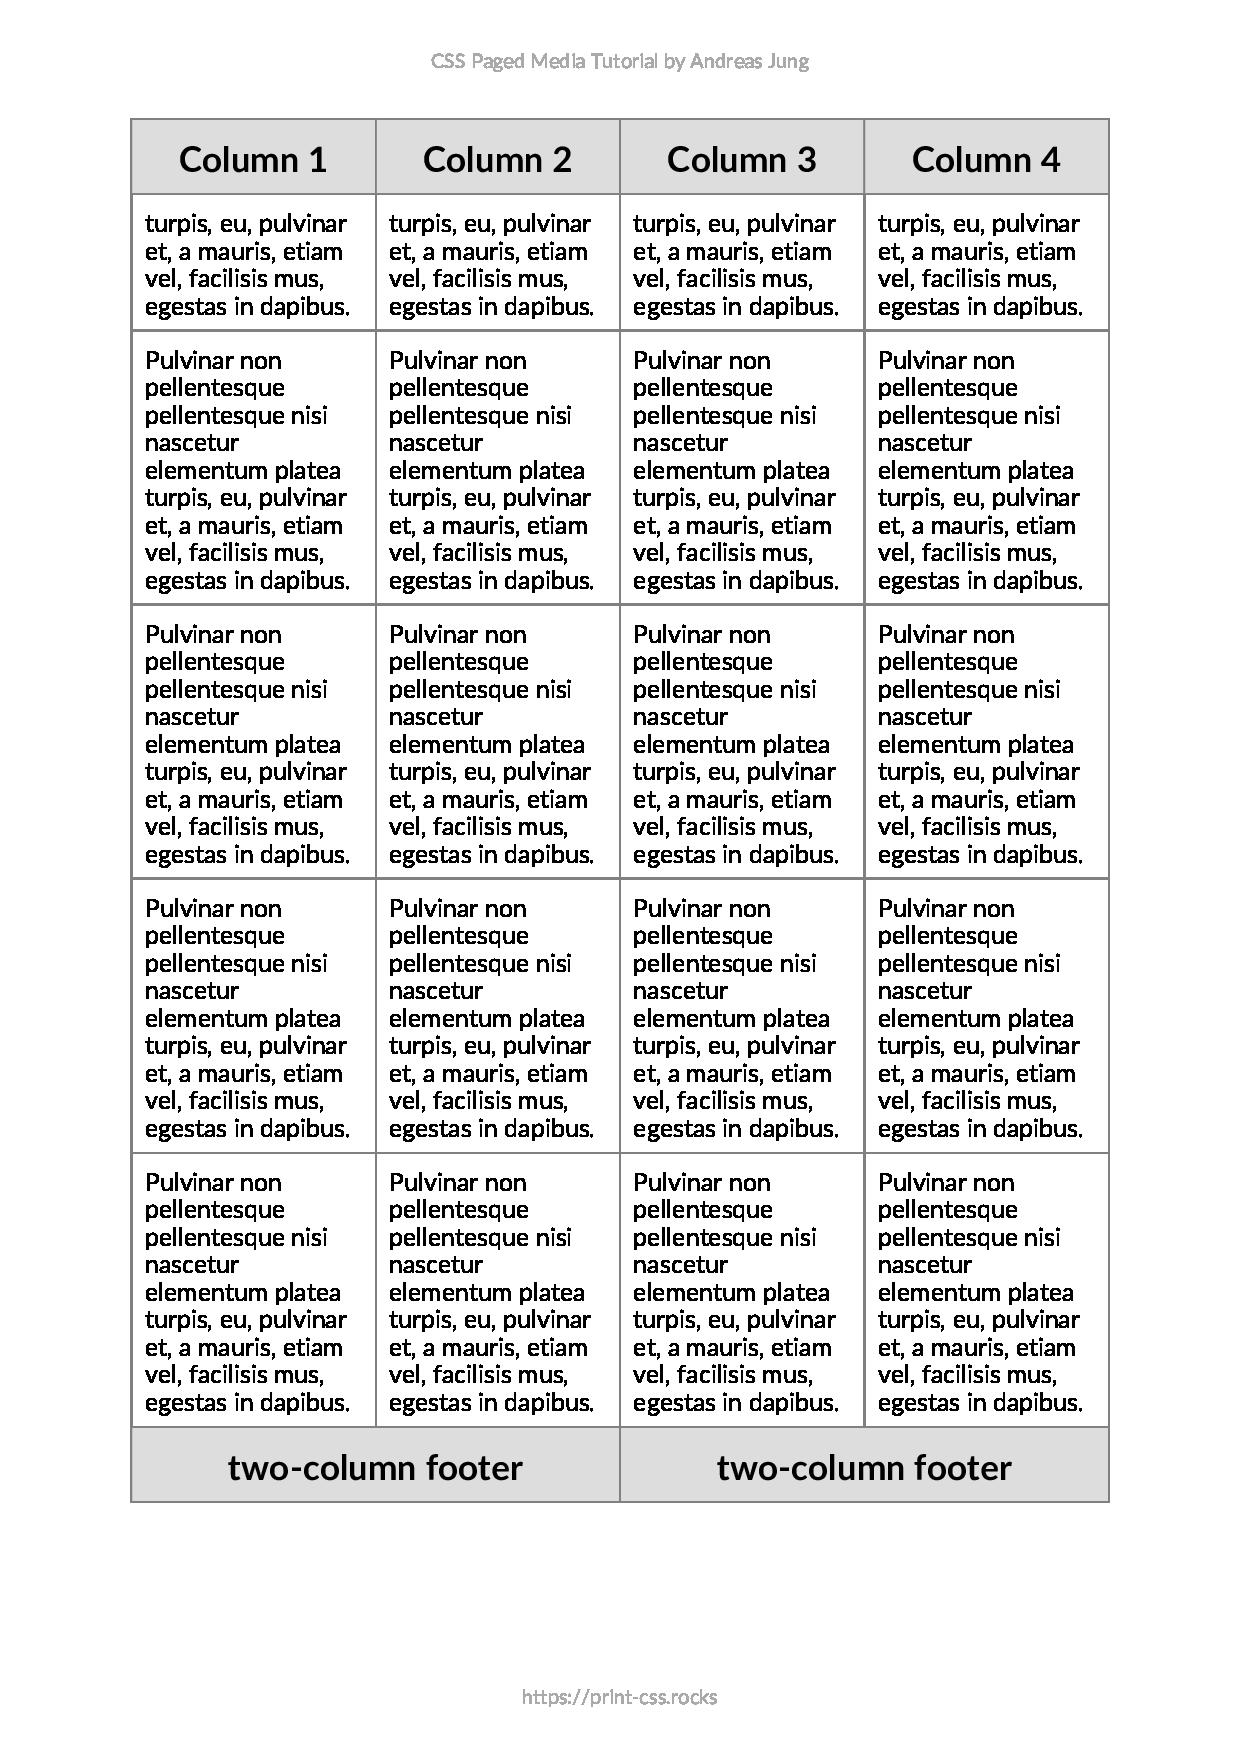 CSS Paged Media Tutorial by Andreas Jung
Column 1 Column 2 Column 3 Column 4
turpis, eu, pulvinar turpis, eu, pulvinar turpis, eu, pulvinar turpis, eu, pulvinar
et, a mauris, etiam et, a mauris, etiam et, a mauris, etiam et, a mauris, etiam
vel, facilisis mus, vel, facilisis mus, vel, facilisis mus, vel, facilisis mus,
egestas in dapibus. egestas in dapibus. egestas in dapibus. egestas in dapibus.
Pulvinar non Pulvinar non Pulvinar non Pulvinar non
pellentesque pellentesque pellentesque pellentesque
pellentesque nisi pellentesque nisi pellentesque nisi pellentesque nisi
nascetur nascetur nascetur nascetur
elementum platea elementum platea elementum platea elementum platea
turpis, eu, pulvinar turpis, eu, pulvinar turpis, eu, pulvinar turpis, eu, pulvinar
et, a mauris, etiam et, a mauris, etiam et, a mauris, etiam et, a mauris, etiam
vel, facilisis mus, vel, facilisis mus, vel, facilisis mus, vel, facilisis mus,
egestas in dapibus. egestas in dapibus. egestas in dapibus. egestas in dapibus.
Pulvinar non Pulvinar non Pulvinar non Pulvinar non
pellentesque pellentesque pellentesque pellentesque
pellentesque nisi pellentesque nisi pellentesque nisi pellentesque nisi
nascetur nascetur nascetur nascetur
elementum platea elementum platea elementum platea elementum platea
turpis, eu, pulvinar turpis, eu, pulvinar turpis, eu, pulvinar turpis, eu, pulvinar
et, a mauris, etiam et, a mauris, etiam et, a mauris, etiam et, a mauris, etiam
vel, facilisis mus, vel, facilisis mus, vel, facilisis mus, vel, facilisis mus,
egestas in dapibus. egestas in dapibus. egestas in dapibus. egestas in dapibus.
Pulvinar non Pulvinar non Pulvinar non Pulvinar non
pellentesque pellentesque pellentesque pellentesque
pellentesque nisi pellentesque nisi pellentesque nisi pellentesque nisi
nascetur nascetur nascetur nascetur
elementum platea elementum platea elementum platea elementum platea
turpis, eu, pulvinar turpis, eu, pulvinar turpis, eu, pulvinar turpis, eu, pulvinar
et, a mauris, etiam et, a mauris, etiam et, a mauris, etiam et, a mauris, etiam
vel, facilisis mus, vel, facilisis mus, vel, facilisis mus, vel, facilisis mus,
egestas in dapibus. egestas in dapibus. egestas in dapibus. egestas in dapibus.
Pulvinar non Pulvinar non Pulvinar non Pulvinar non
pellentesque pellentesque pellentesque pellentesque
pellentesque nisi pellentesque nisi pellentesque nisi pellentesque nisi
nascetur nascetur nascetur nascetur
elementum platea elementum platea elementum platea elementum platea
turpis, eu, pulvinar turpis, eu, pulvinar turpis, eu, pulvinar turpis, eu, pulvinar
et, a mauris, etiam et, a mauris, etiam et, a mauris, etiam et, a mauris, etiam
vel, facilisis mus, vel, facilisis mus, vel, facilisis mus, vel, facilisis mus,
egestas in dapibus. egestas in dapibus. egestas in dapibus. egestas in dapibus.
two-column footer two-column footer
https://print-css.rocks